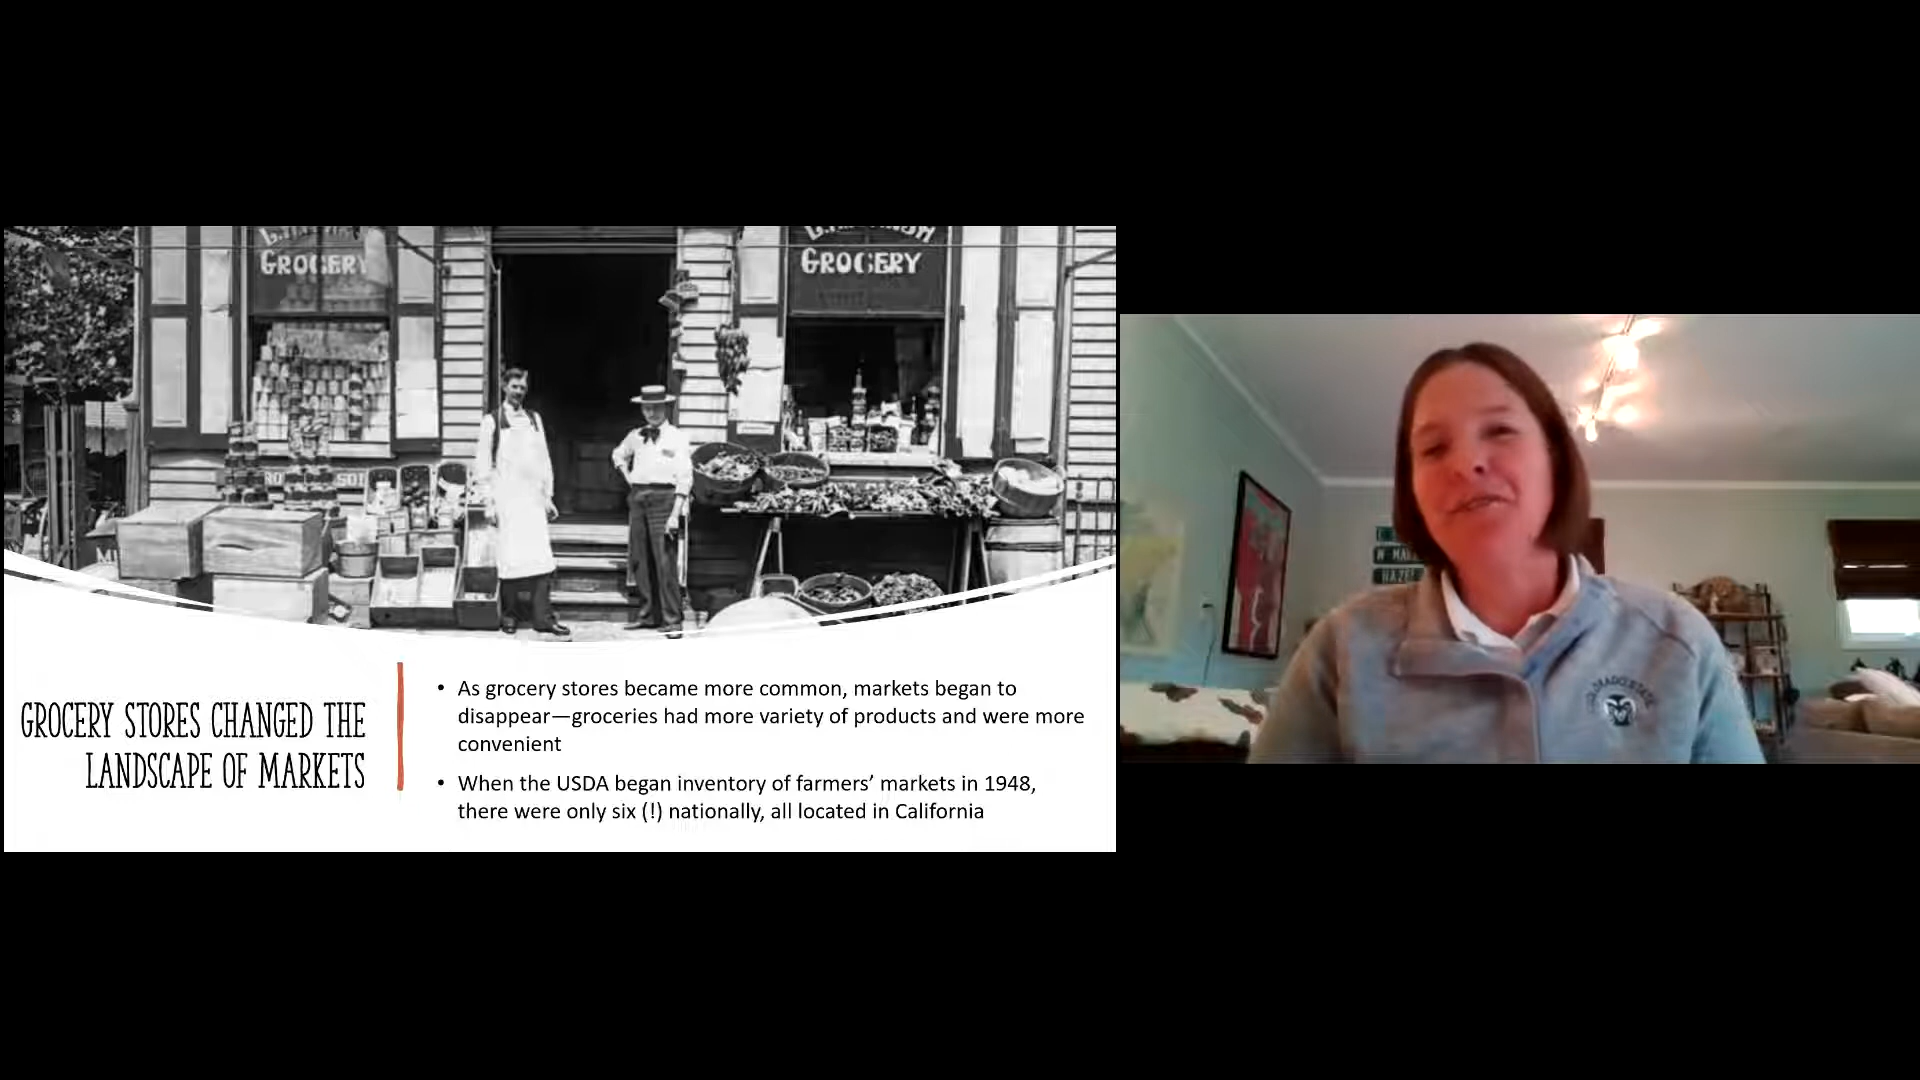 GROCERY
GROCERY
GROCERY STORES CHANGED THE
LANDSCAPE OF MARKETS
• As grocery stores became more common, markets began to
disappear—groceries had more variety of products and were more
convenient
• When the USDA began inventory of farmers’ markets in 1948,
there were only six (!) nationally, all located in California
COLORADO STATE